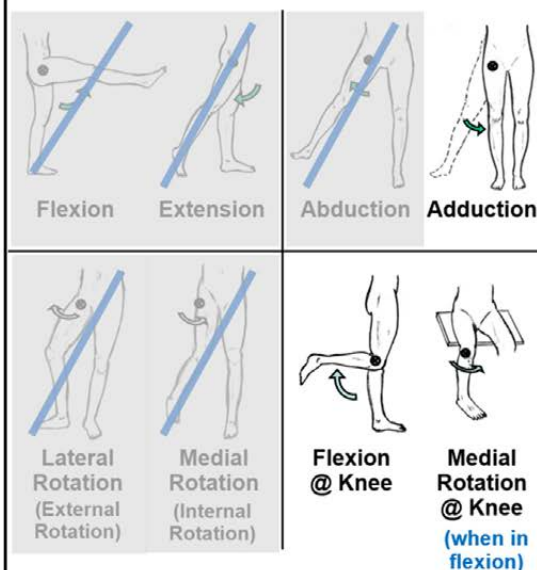 Flexion
Extension
Abduction
Adduction
Lateral
Rotation
(External
Rotation)
Medial
Rotation
(Internal
Rotation)
Flexion
@ Knee
Medial
Rotation
@ Knee
(when in
flexion)